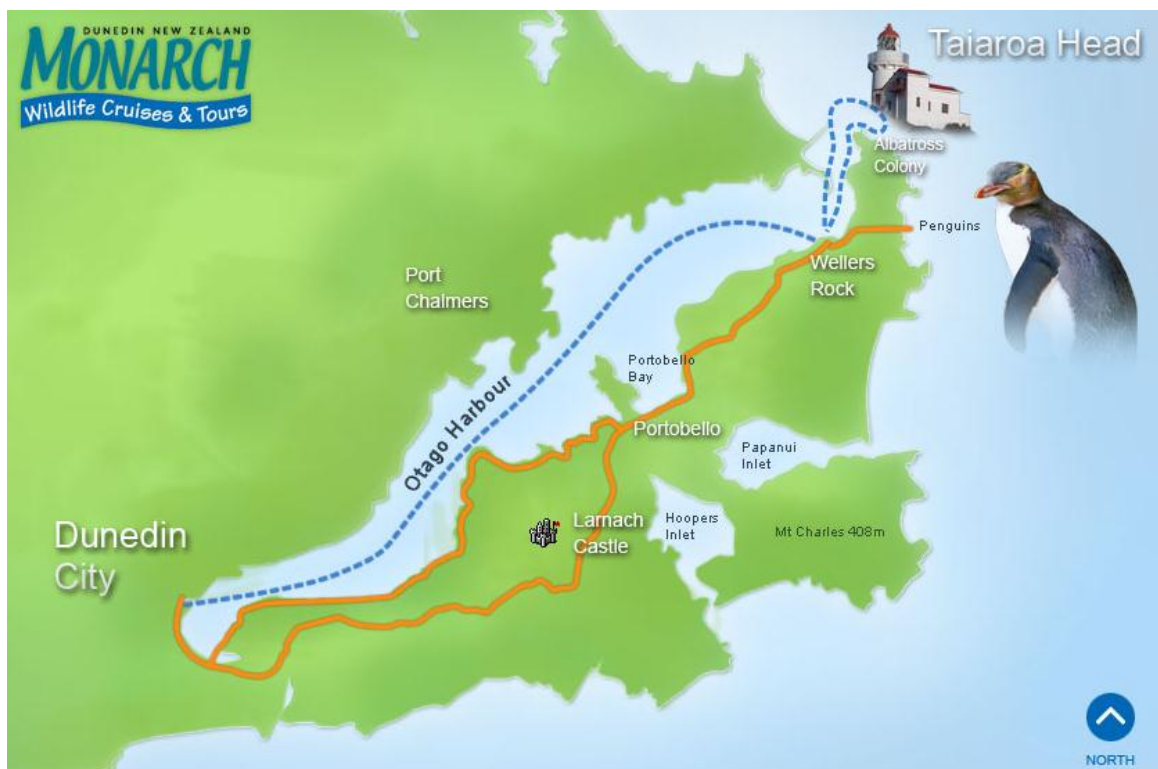 DUNEDIN NEW ZEALAND
MONARCH
Wildlife Cruises & Tours
Taiaroa Head
Albatross
Colony
Penguins
Wellers
Rock
Port
Chalmers
Portobello
Bay
Otago Harbour
Portobello
Papanui
Inlet
Larnach
Castle
Hoopers
Inlet
Mt Charles 408m
Dunedin
City
NORTH